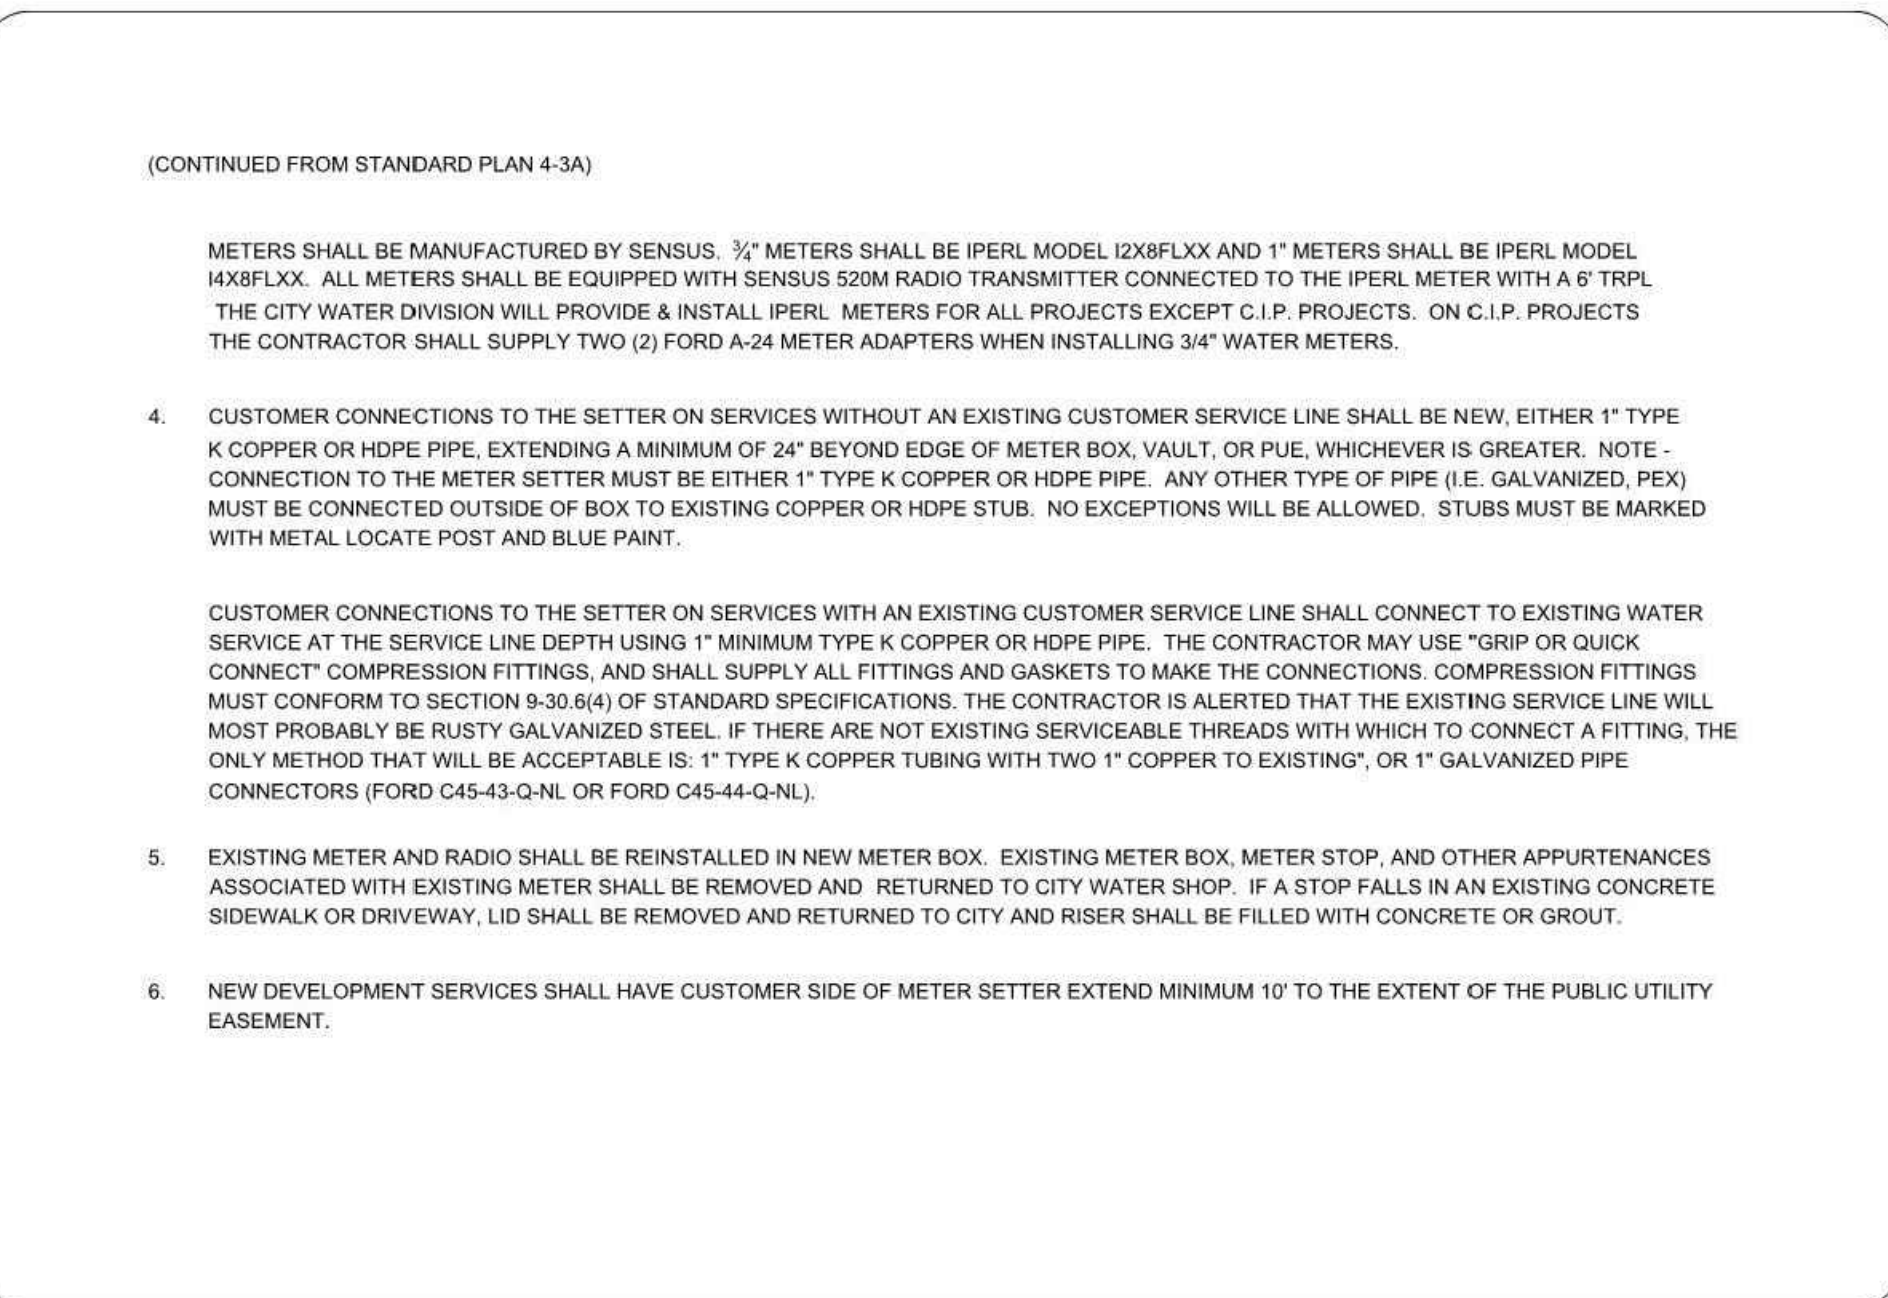 (CONTINUED FROM STANDARD PLAN 4-3A)
METERS SHALL BE MANUFACTURED BY SENSUS. ¾" METERS SHALL BE IPERL MODEL I2X8FLXX AND 1" METERS SHALL BE IPERL MODEL
I4X8FLXX. ALL METERS SHALL BE EQUIPPED WITH SENSUS 520M RADIO TRANSMITTER CONNECTED TO THE IPERL METER WITH A 6' TRPL
THE CITY WATER DIVISION WILL PROVIDE & INSTALL IPERL METERS FOR ALL PROJECTS EXCEPT C.I.P. PROJECTS. ON C.I.P. PROJECTS
THE CONTRACTOR SHALL SUPPLY TWO (2) FORD A-24 METER ADAPTERS WHEN INSTALLING 3/4" WATER METERS.
4. CUSTOMER CONNECTIONS TO THE SETTER ON SERVICES WITHOUT AN EXISTING CUSTOMER SERVICE LINE SHALL BE NEW, EITHER 1" TYPE
K COPPER OR HDPE PIPE, EXTENDING A MINIMUM OF 24" BEYOND EDGE OF METER BOX, VAULT, OR PUE, WHICHEVER IS GREATER. NOTE -
CONNECTION TO THE METER SETTER MUST BE EITHER 1" TYPE K COPPER OR HDPE PIPE. ANY OTHER TYPE OF PIPE (I.E. GALVANIZED, PEX)
MUST BE CONNECTED OUTSIDE OF BOX TO EXISTING COPPER OR HDPE STUB. NO EXCEPTIONS WILL BE ALLOWED. STUBS MUST BE MARKED
WITH METAL LOCATE POST AND BLUE PAINT.
CUSTOMER CONNECTIONS TO THE SETTER ON SERVICES WITH AN EXISTING CUSTOMER SERVICE LINE SHALL CONNECT TO EXISTING WATER
SERVICE AT THE SERVICE LINE DEPTH USING 1" MINIMUM TYPE K COPPER OR HDPE PIPE. THE CONTRACTOR MAY USE "GRIP OR QUICK
CONNECT" COMPRESSION FITTINGS, AND SHALL SUPPLY ALL FITTINGS AND GASKETS TO MAKE THE CONNECTIONS. COMPRESSION FITTINGS
MUST CONFORM TO SECTION 9-30.6(4) OF STANDARD SPECIFICATIONS. THE CONTRACTOR IS ALERTED THAT THE EXISTING SERVICE LINE WILL
MOST PROBABLY BE RUSTY GALVANIZED STEEL. IF THERE ARE NOT EXISTING SERVICEABLE THREADS WITH WHICH TO CONNECT A FITTING, THE
ONLY METHOD THAT WILL BE ACCEPTABLE IS: 1" TYPE K COPPER TUBING WITH TWO 1" COPPER TO EXISTING", OR 1" GALVANIZED PIPE
CONNECTORS (FORD C45-43-Q-NL OR FORD C45-44-Q-NL).
5. EXISTING METER AND RADIO SHALL BE REINSTALLED IN NEW METER BOX. EXISTING METER BOX, METER STOP, AND OTHER APPURTENANCES
ASSOCIATED WITH EXISTING METER SHALL BE REMOVED AND RETURNED TO CITY WATER SHOP. IF A STOP FALLS IN AN EXISTING CONCRETE
SIDEWALK OR DRIVEWAY, LID SHALL BE REMOVED AND RETURNED TO CITY AND RISER SHALL BE FILLED WITH CONCRETE OR GROUT.
6. NEW DEVELOPMENT SERVICES SHALL HAVE CUSTOMER SIDE OF METER SETTER EXTEND MINIMUM 10' TO THE EXTENT OF THE PUBLIC UTILITY
EASEMENT.